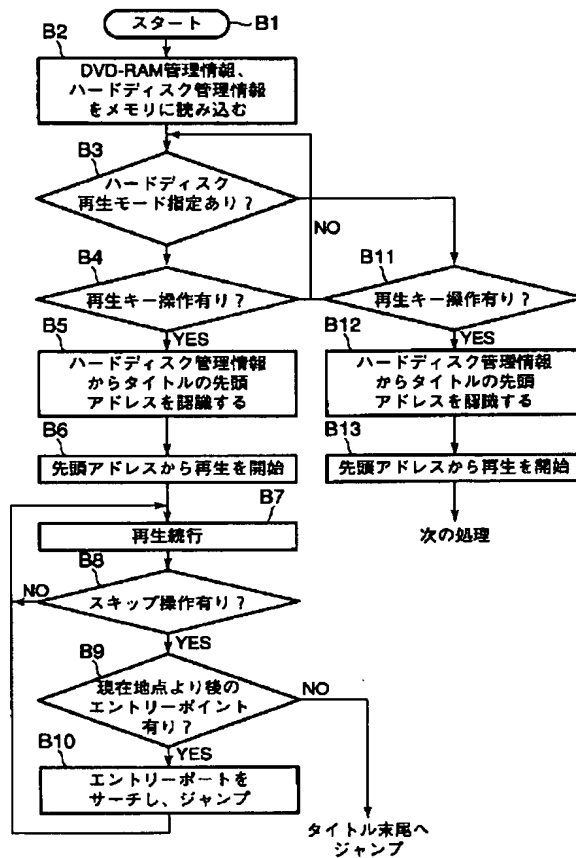 スタート
B1
B2
DVD-RAM管理情報、
ハードディスク管理情報
をメモリに読み込む
B3
ハードディスク
再生モード指定あり?
NO
B4
再生キー操作有り?
YES
B5
ハードディスク管理情報
からタイトルの先頭
アドレスを認識する
B6
先頭アドレスから再生を開始
B7
再生続行
B8
NO
スキップ操作有り?
YES
B9
現在地点より後の
エントリーポイント
有り?
NO
YES
B10
エントリーポートを
サーチし、ジャンプ
タイトル末尾へ
ジャンプ
B11
再生キー操作有り?
YES
B12
ハードディスク管理情報
からタイトルの先頭
アドレスを認識する
B13
先頭アドレスから再生を開始
次の処理